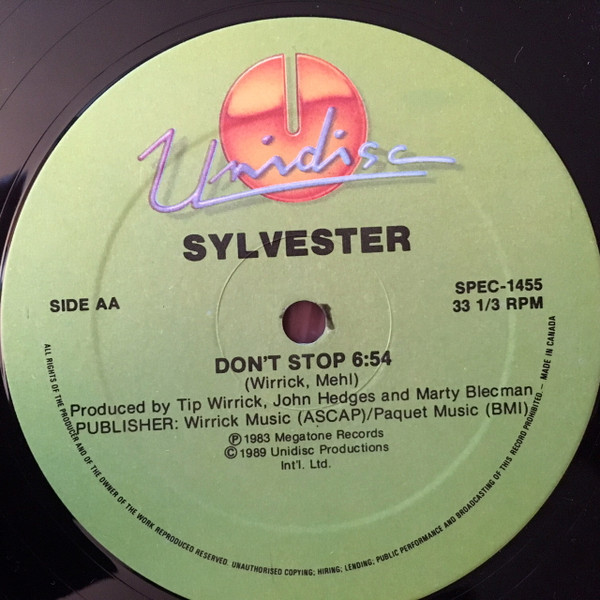 Unidisc
SYLVESTER
SIDE AA
SPEC-1455
33 1/3 RPM
DON'T STOP 6:54
(Wirrick, Mehl)
Produced by Tip Wirrick, John Hedges and Marty Blecman
PUBLISHER: Wirrick Music (ASCAP)/Paquet Music (BMI)
℗ 1983 Megatone Records
© 1989 Unidisc Productions
Int'l. Ltd.
ALL RIGHTS OF THE PRODUCER AND OF THE OWNER OF THE WORK REPRODUCED RESERVED. UNAUTHORISED COPYING; HIRING; LENDING; PUBLIC PERFORMANCE AND BROADCASTING OF THIS RECORD PROHIBITED. — MADE IN CANADA